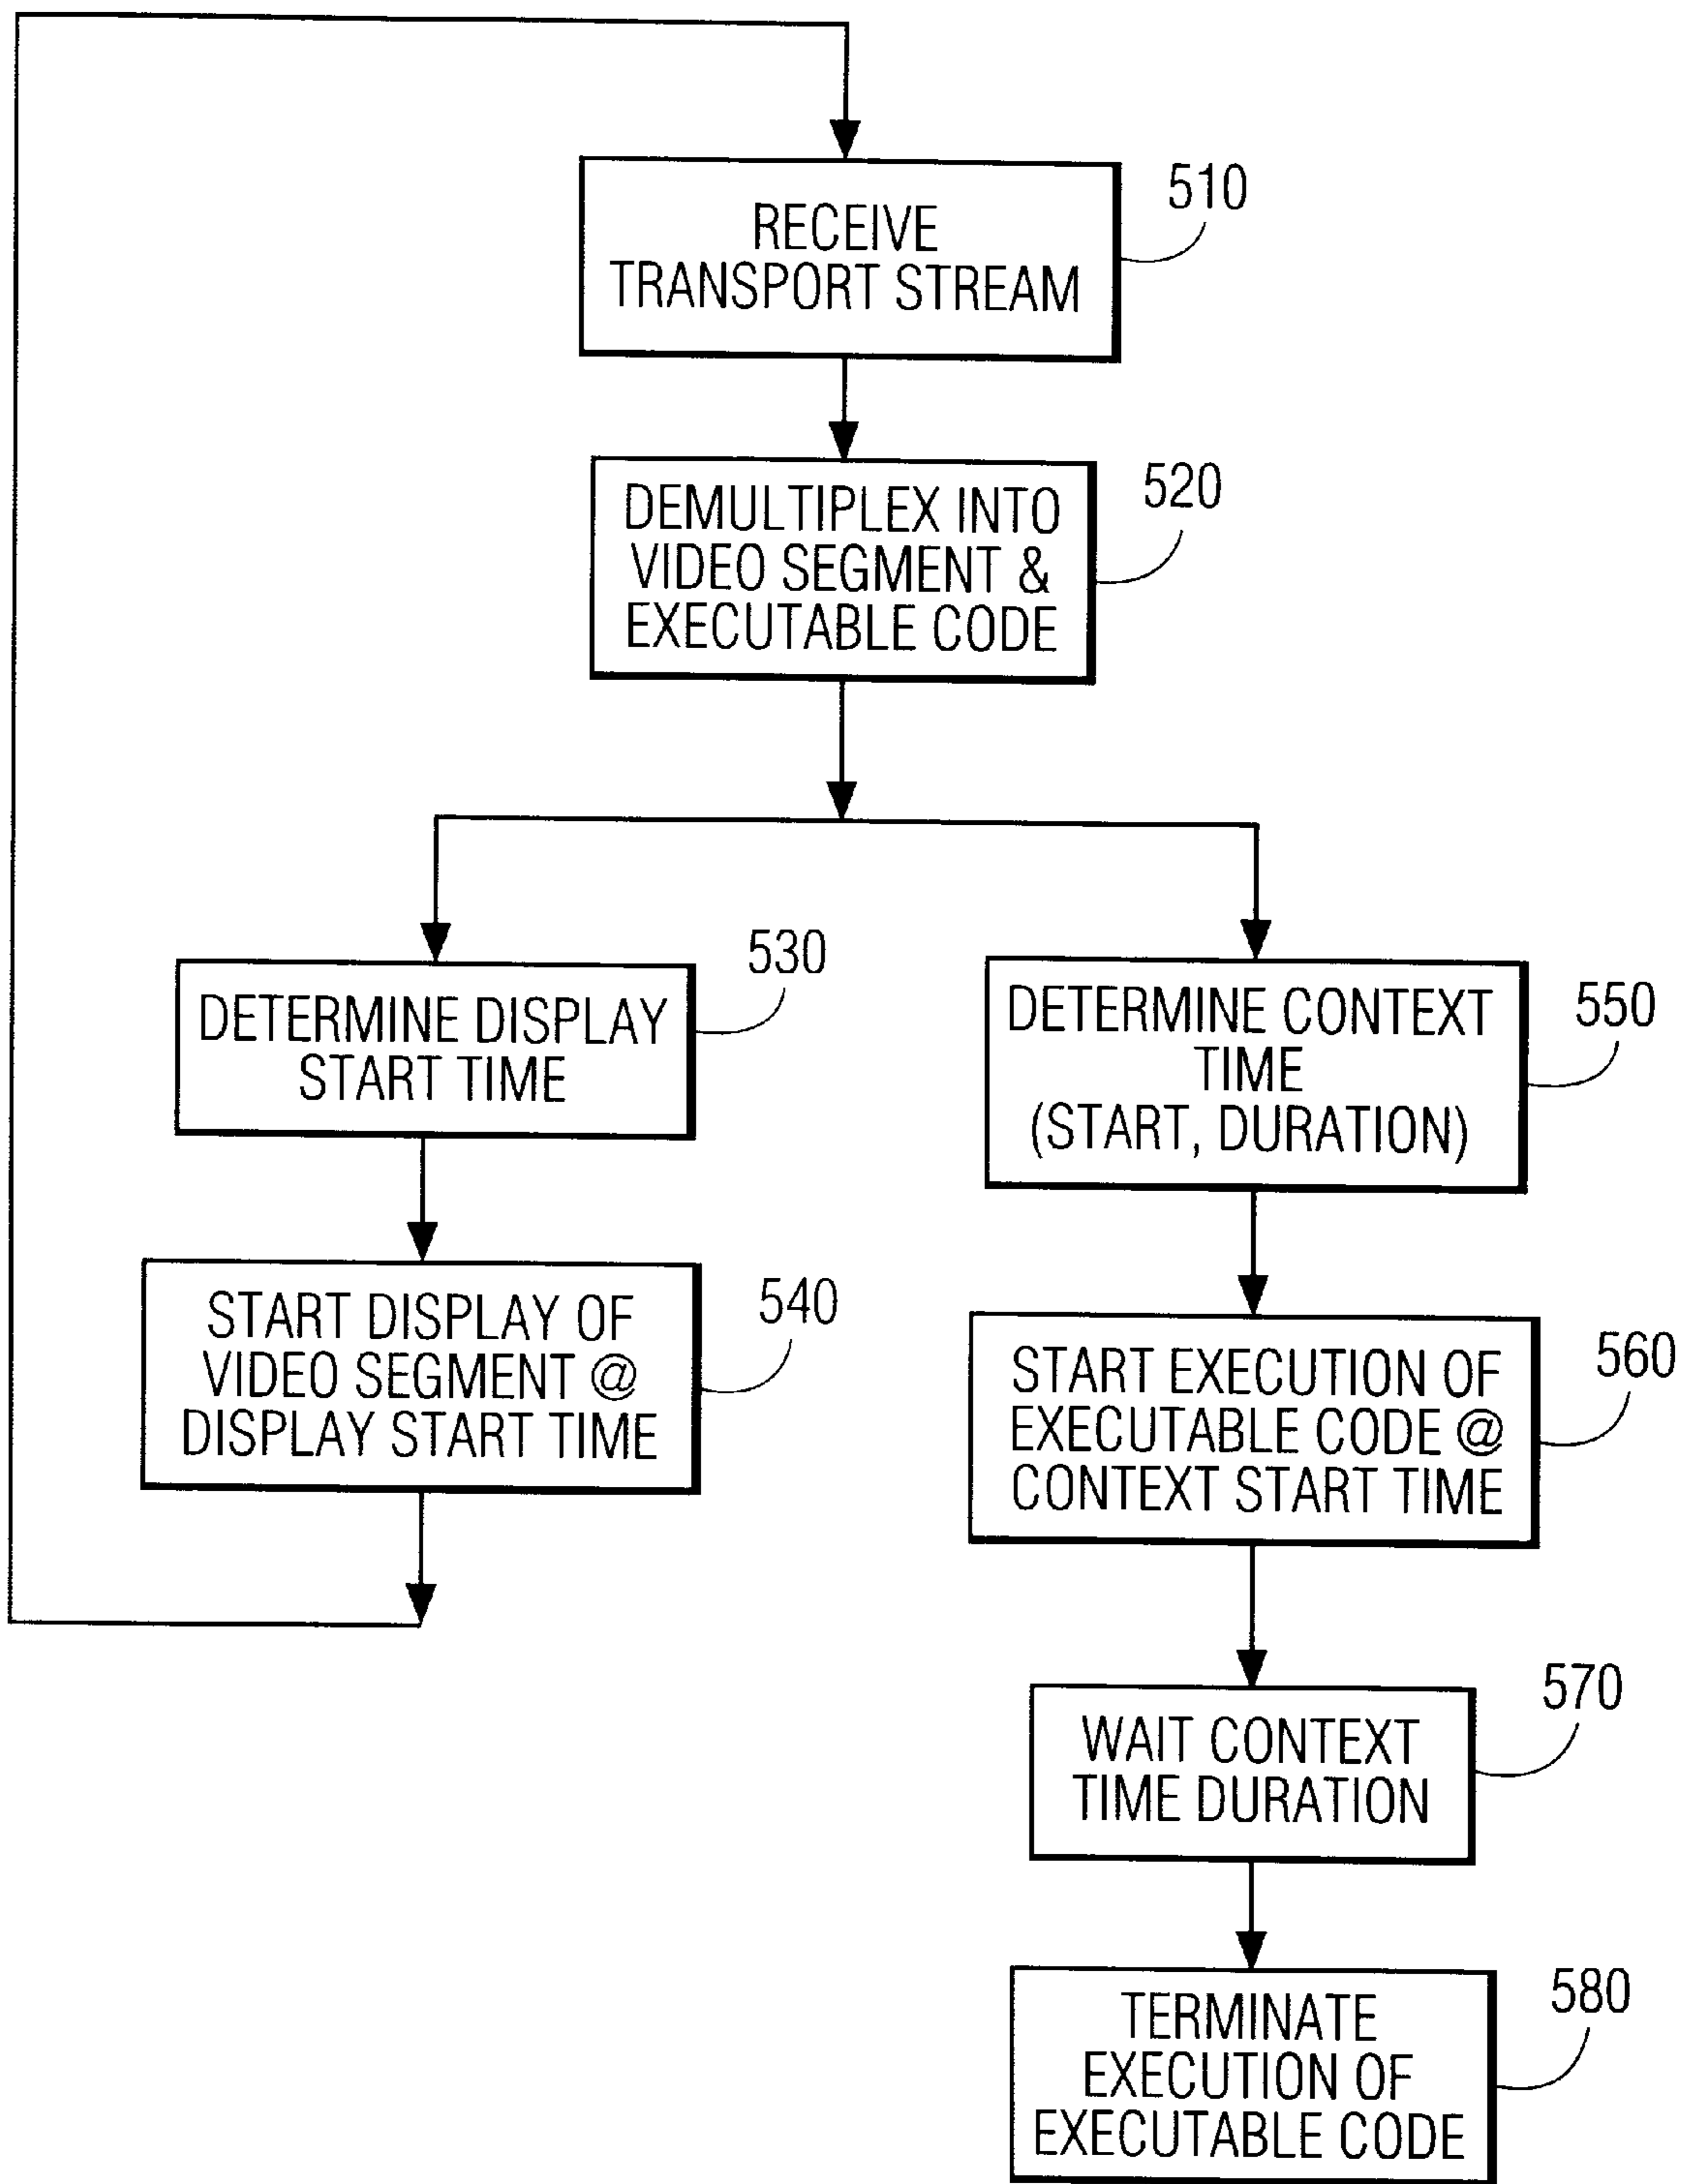 RECEIVE
TRANSPORT STREAM
510
DEMULTIPLEX INTO
VIDEO SEGMENT &
EXECUTABLE CODE
520
DETERMINE DISPLAY
START TIME
530
START DISPLAY OF
VIDEO SEGMENT @
DISPLAY START TIME
540
DETERMINE CONTEXT
TIME
(START, DURATION)
550
START EXECUTION OF
EXECUTABLE CODE @
CONTEXT START TIME
560
WAIT CONTEXT
TIME DURATION
570
TERMINATE
EXECUTION OF
EXECUTABLE CODE
580